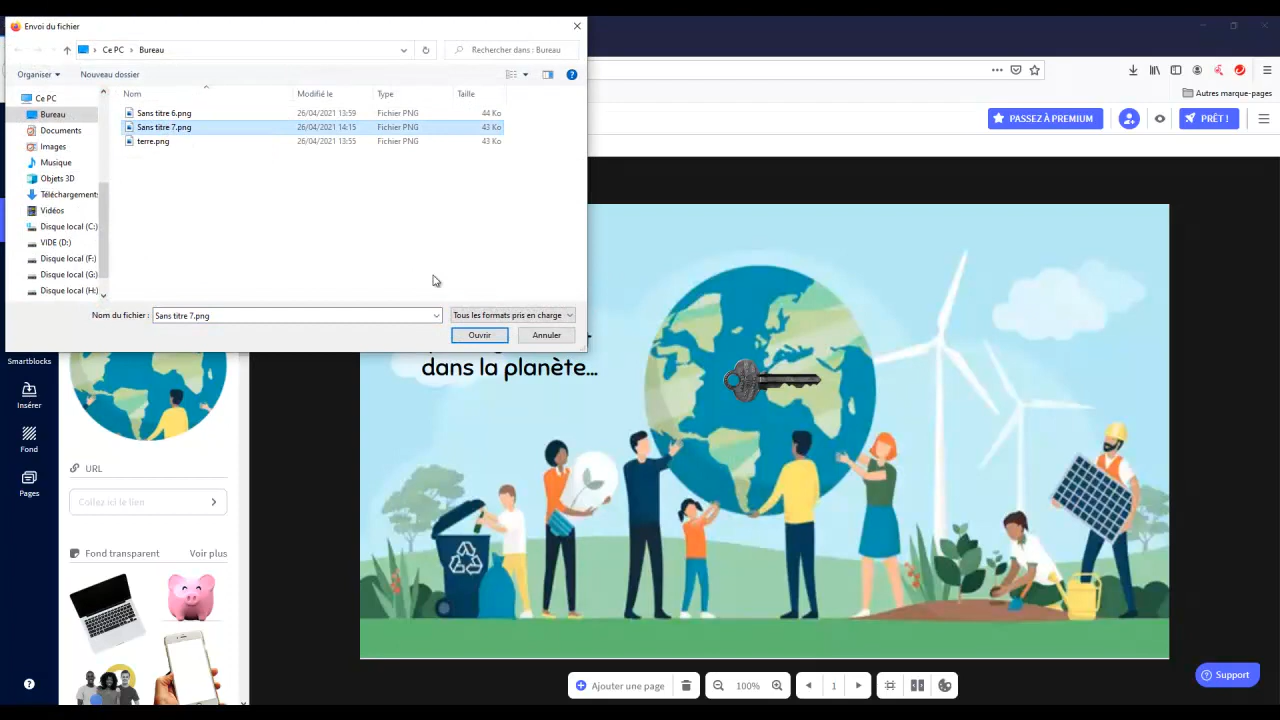 Envoi du fichier
Ce PC
Bureau
Rechercher dans : Bureau
Organiser
Nouveau dossier
Nom
Modifié le
Type
Taille
Ce PC
Bureau
Documents
Images
Musique
Objets 3D
Téléchargement
Vidéos
Disque local (C:)
VIDE (D:)
Disque local (F:)
Disque local (G:)
Disque local (H:)
Sans titre 6.png 26/04/2021 13:59 Fichier PNG 44 Ko
Sans titre 7.png 26/04/2021 14:15 Fichier PNG 43 Ko
terre.png 26/04/2021 13:55 Fichier PNG 43 Ko
Nom du fichier : Sans titre 7.png
Tous les formats pris en charge
Ouvrir
Annuler
Autres marque-pages
PASSEZ À PREMIUM
PRÊT !
Smartblocks
Insérer
Fond
Pages
URL
Collez ici le lien
Fond transparent
Voir plus
dans la planète...
Ajouter une page
100%
1
Support